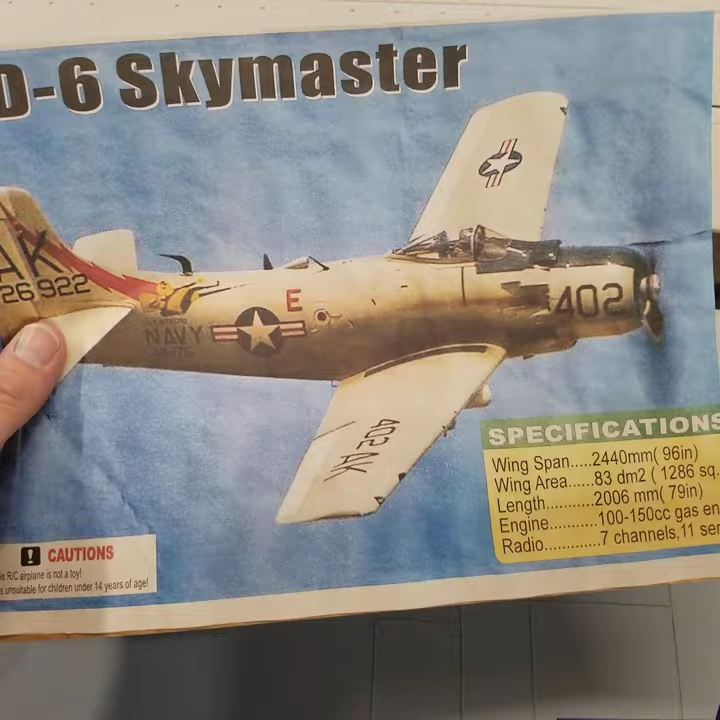 D-6 Skymaster
AK
26922
NAVY
E
402
402 AK
SPECIFICATIONS
Wing Span.....2440mm( 96in)
Wing Area......83 dm2 ( 1286 sq.
Length...........2006 mm( 79in)
Engine...........100-150cc gas en
Radio.............7 channels,11 ser
! CAUTIONS
is R/C airplane is not a toy!
s unsuitable for children under 14 years of age!